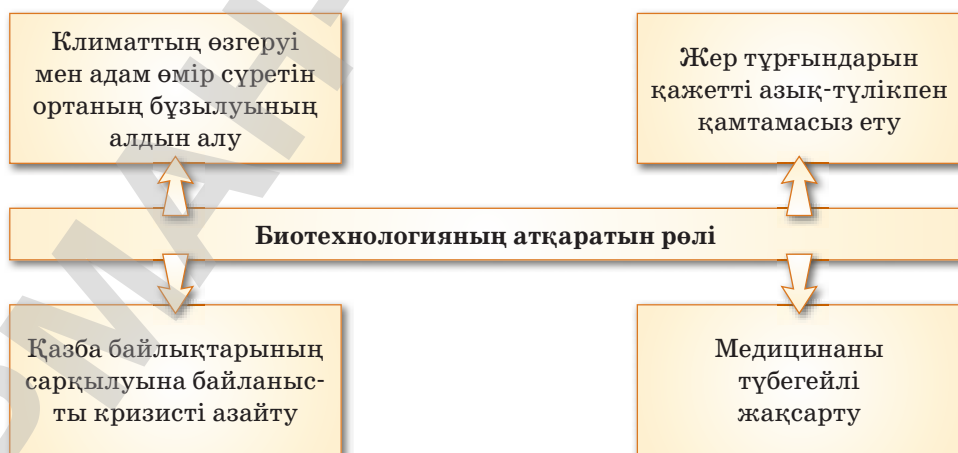 Климаттың өзгеруі
мен адам өмір сүретін
ортаның бұзылуының
алдын алу
Жер тұрғындарын
қажетті азық-түлікпен
қамтамасыз ету
Биотехнологияның атқаратын рөлі
Қазба байлықтарының
сарқылуына байланыс-
ты кризисті азайту
Медицинаны
түбегейлі
жақсарту